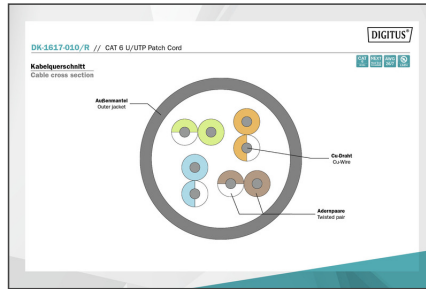 DIGITUS®
DK-1617-010/R // CAT 6 U/UTP Patch Cord
Kabelquerschnitt
Cable cross section
Außenmantel
Outer jacket
Cu-Draht
Cu-Wire
Adernpaare
Twisted pair